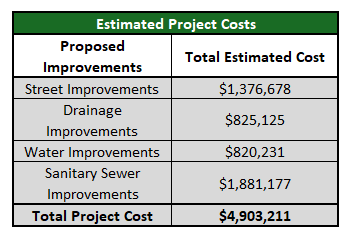 Estimated Project Costs
Proposed
Improvements
Total Estimated Cost
Street Improvements $1,376,678
Drainage
Improvements
$825,125
Water Improvements $820,231
Sanitary Sewer
Improvements
$1,881,177
Total Project Cost $4,903,211